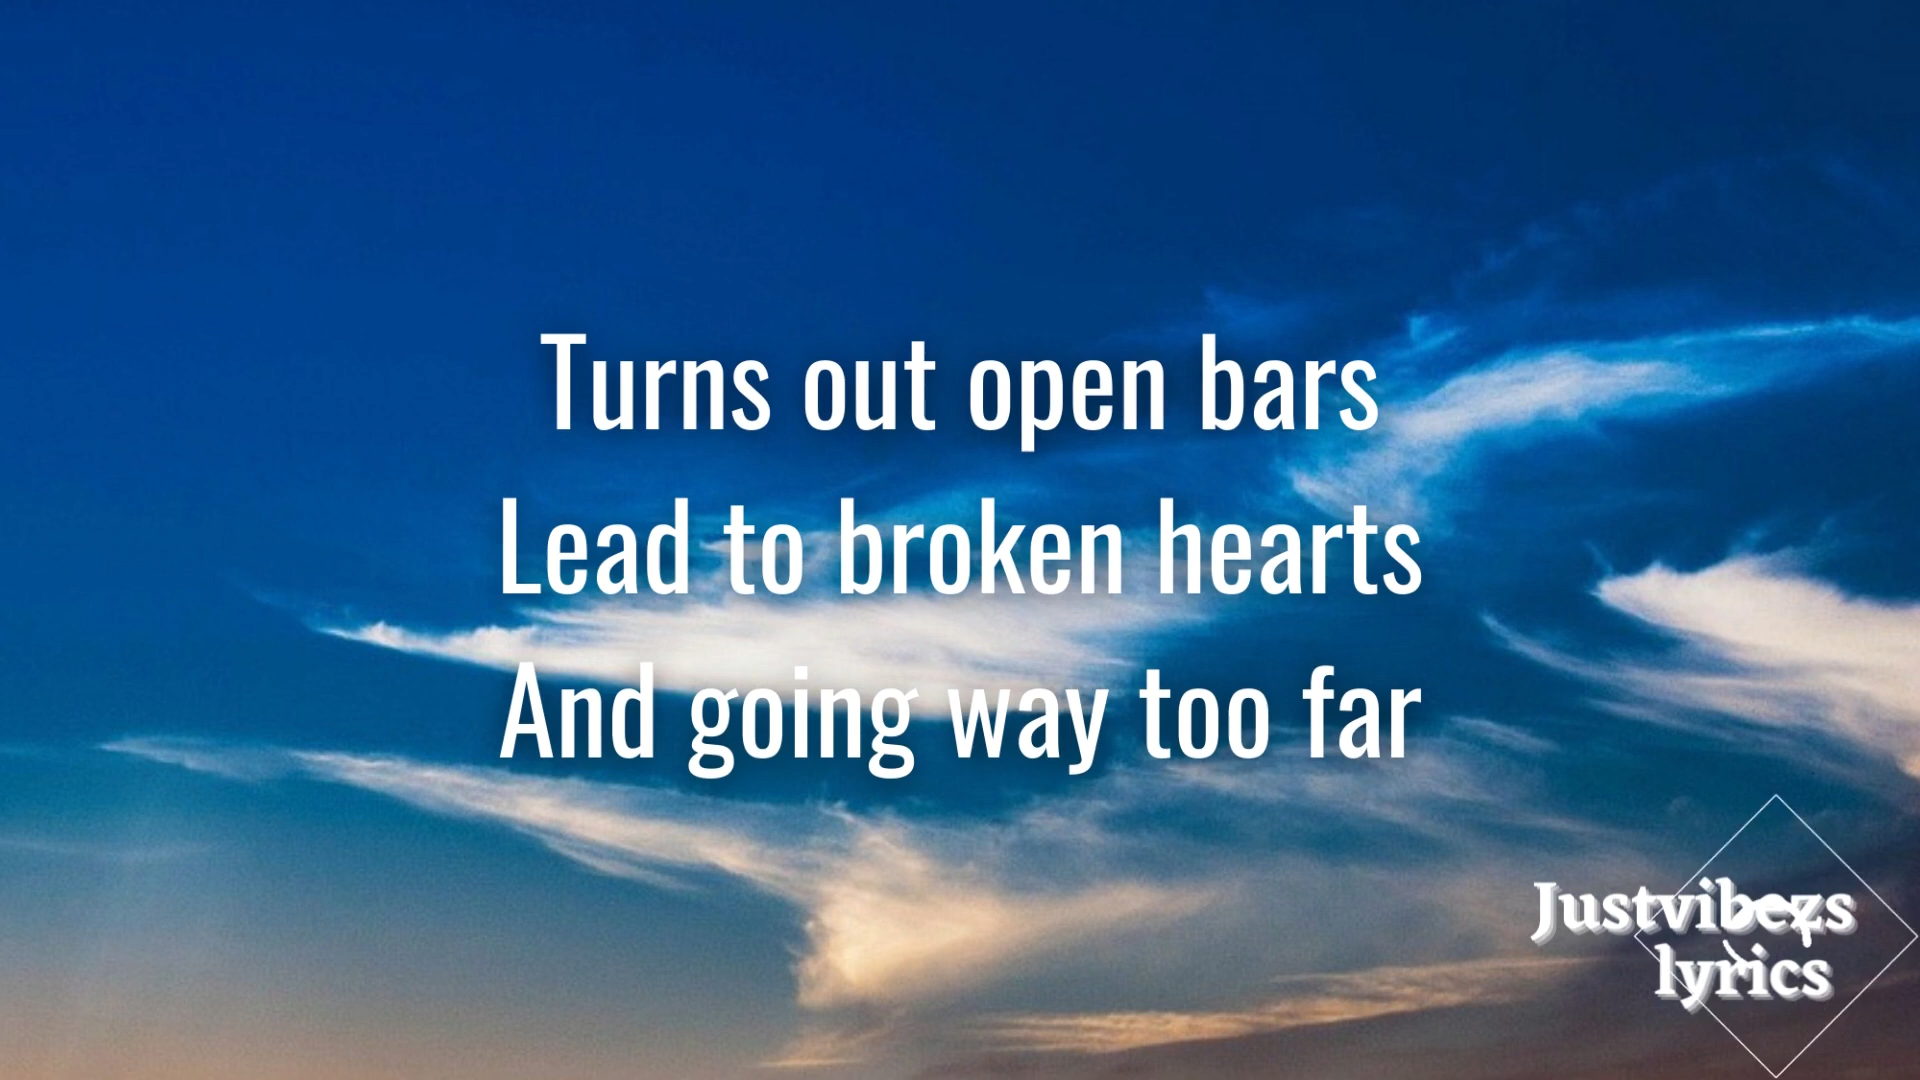 Turns out open bars
Lead to broken hearts
And going way too far
Justvibezs
lyrics